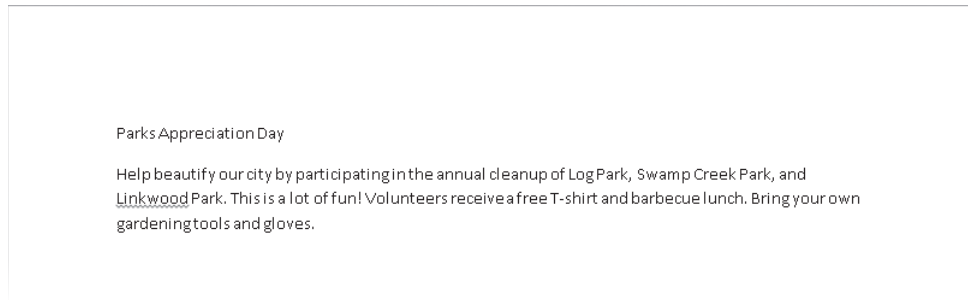 Parks Appreciation Day
Help beautify our city by participating in the annual cleanup of Log Park, Swamp Creek Park, and
Linkwood Park. This is a lot of fun! Volunteers receive a free T-shirt and barbecue lunch. Bring your own
gardening tools and gloves.